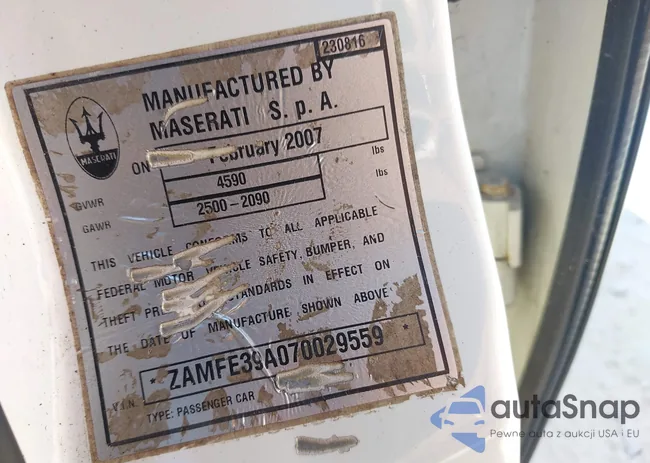 230816
MANUFACTURED BY
MASERATI S. p. A.
MASERATI
ON February 2007
GVWR 4590 lbs
GAWR 2500-2090 lbs
THIS VEHICLE CONFORMS TO ALL APPLICABLE
FEDERAL MOTOR VEHICLE SAFETY, BUMPER, AND
THEFT STANDARDS IN EFFECT ON
THE DATE OF MANUFACTURE SHOWN ABOVE
V.I.N. * ZAMFE39A070029559 *
TYPE: PASSENGER CAR
autaSnap
Pewne auta z aukcji USA i EU